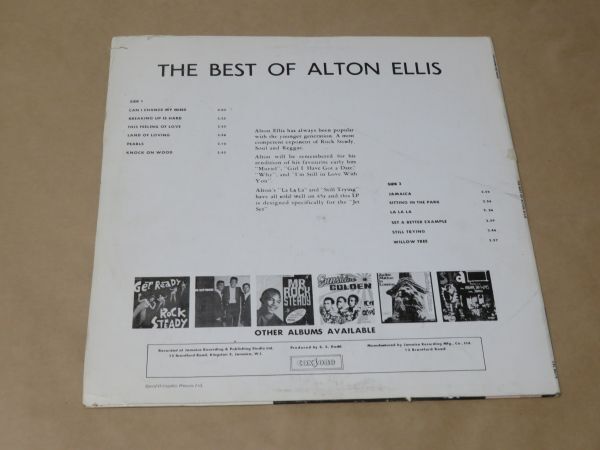 THE BEST OF ALTON ELLIS
SIDE 1
CAN I CHANGE MY MIND
BREAKING UP IS HARD
THIS FEELING OF LOVE
LAND OF LOVING
PEARLS
KNOCK ON WOOD
Alton Ellis has always been popular
with the younger generation. A most
competent exponent of Rock Steady
Soul and Reggae.
Alton will be remembered for his
rendition of his favourite early hits
"Muriel", "Girl I Have Got a Date,"
"Why", and "I'm Still in Love With
You".
Alton's "La La La" and "Still Trying"
have all sold well on 45s and this LP
is designed specifically for the "Jet
Set"
SIDE 2
JAMAICA
SITTING IN THE PARK
LA LA LA
SET A BETTER EXAMPLE
STILL TRYING
WILLOW TREE
GET READY
ROCK
STEADY
MR
ROCK
STEADY
Sunshine
GOLDEN
OTHER ALBUMS AVAILABLE
Recorded at Jamaica Recording & Publishing Studio Ltd.
13 Brentford Road, Kingston 5, Jamaica, W.I.
Produced by C. S. Dodd
COXSONE
Manufactured by Jamaica Recording Mfg., Co., Ltd.
13 Brentford Road